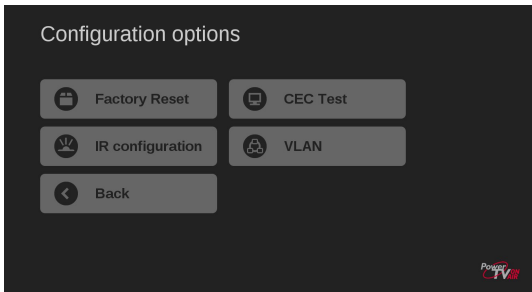 Configuration options
Factory Reset
CEC Test
IR configuration
VLAN
Back
Power
TV